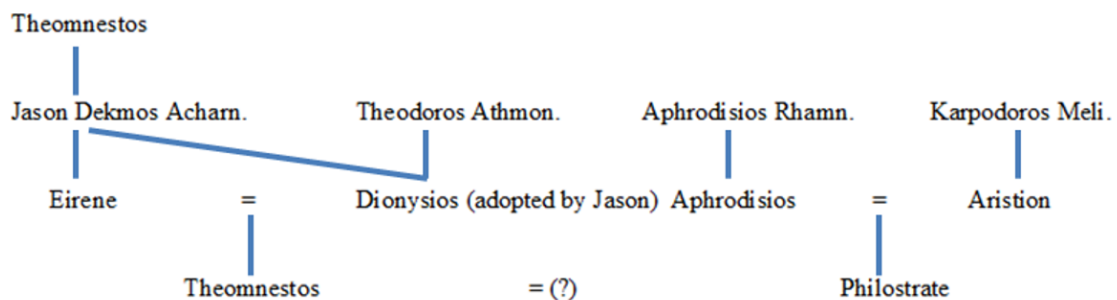 Theomnestos
Jason Dekmos Acharn. Theodoros Athmon. Aphrodisios Rhamn. Karpodoros Meli.
Eirene = Dionysios (adopted by Jason) Aphrodisios = Aristion
Theomnestos = (?) Philostrate